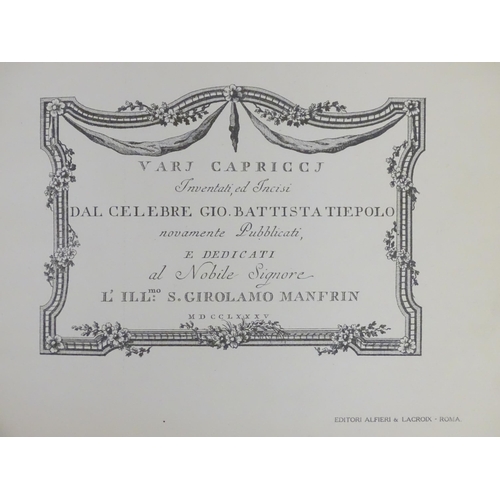 VARJ CAPRICCJ
Inventati, ed Incisi
DAL CELEBRE GIO. BATTISTA TIEPOLO
novamente Pubblicati,
E DEDICATI
al Nobile Signore
L' ILL:mo S. GIROLAMO MANFRIN
MDCCLXXXV
EDITORI ALFIERI & LACROIX - ROMA.